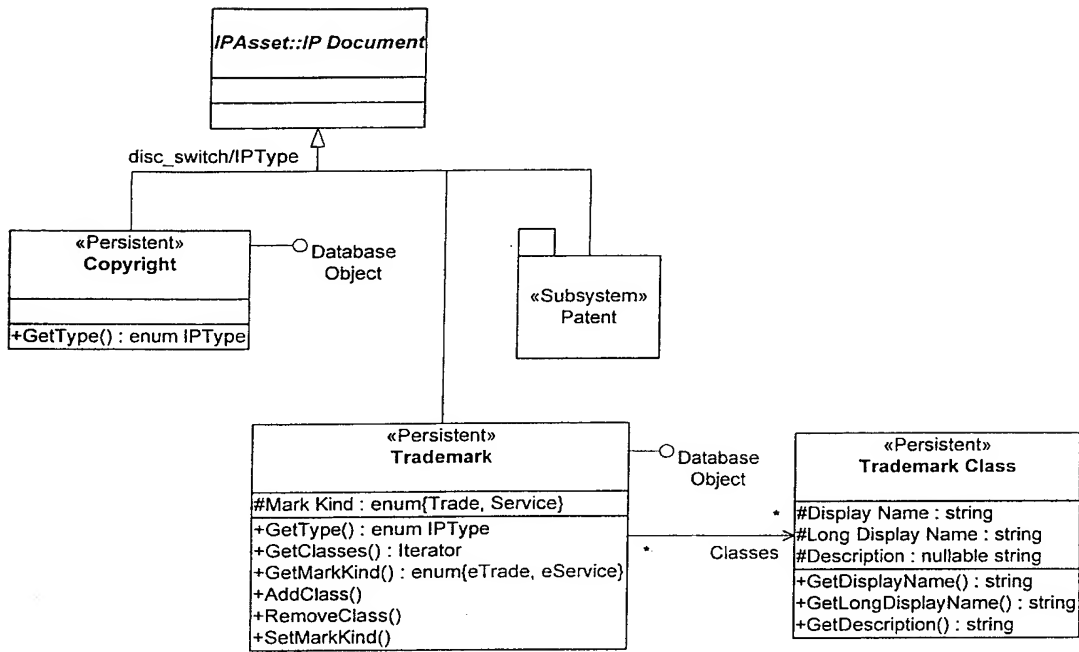 IPAsset::IP Document
disc_switch/IPType
«Persistent»
Copyright
+GetType() : enum IPType
Database
Object
«Subsystem»
Patent
«Persistent»
Trademark
#Mark Kind : enum{Trade, Service}
+GetType() : enum IPType
+GetClasses() : Iterator
+GetMarkKind() : enum{eTrade, eService}
+AddClass()
+RemoveClass()
+SetMarkKind()
Database
Object
*
*
Classes
«Persistent»
Trademark Class
#Display Name : string
#Long Display Name : string
#Description : nullable string
+GetDisplayName() : string
+GetLongDisplayName() : string
+GetDescription() : string